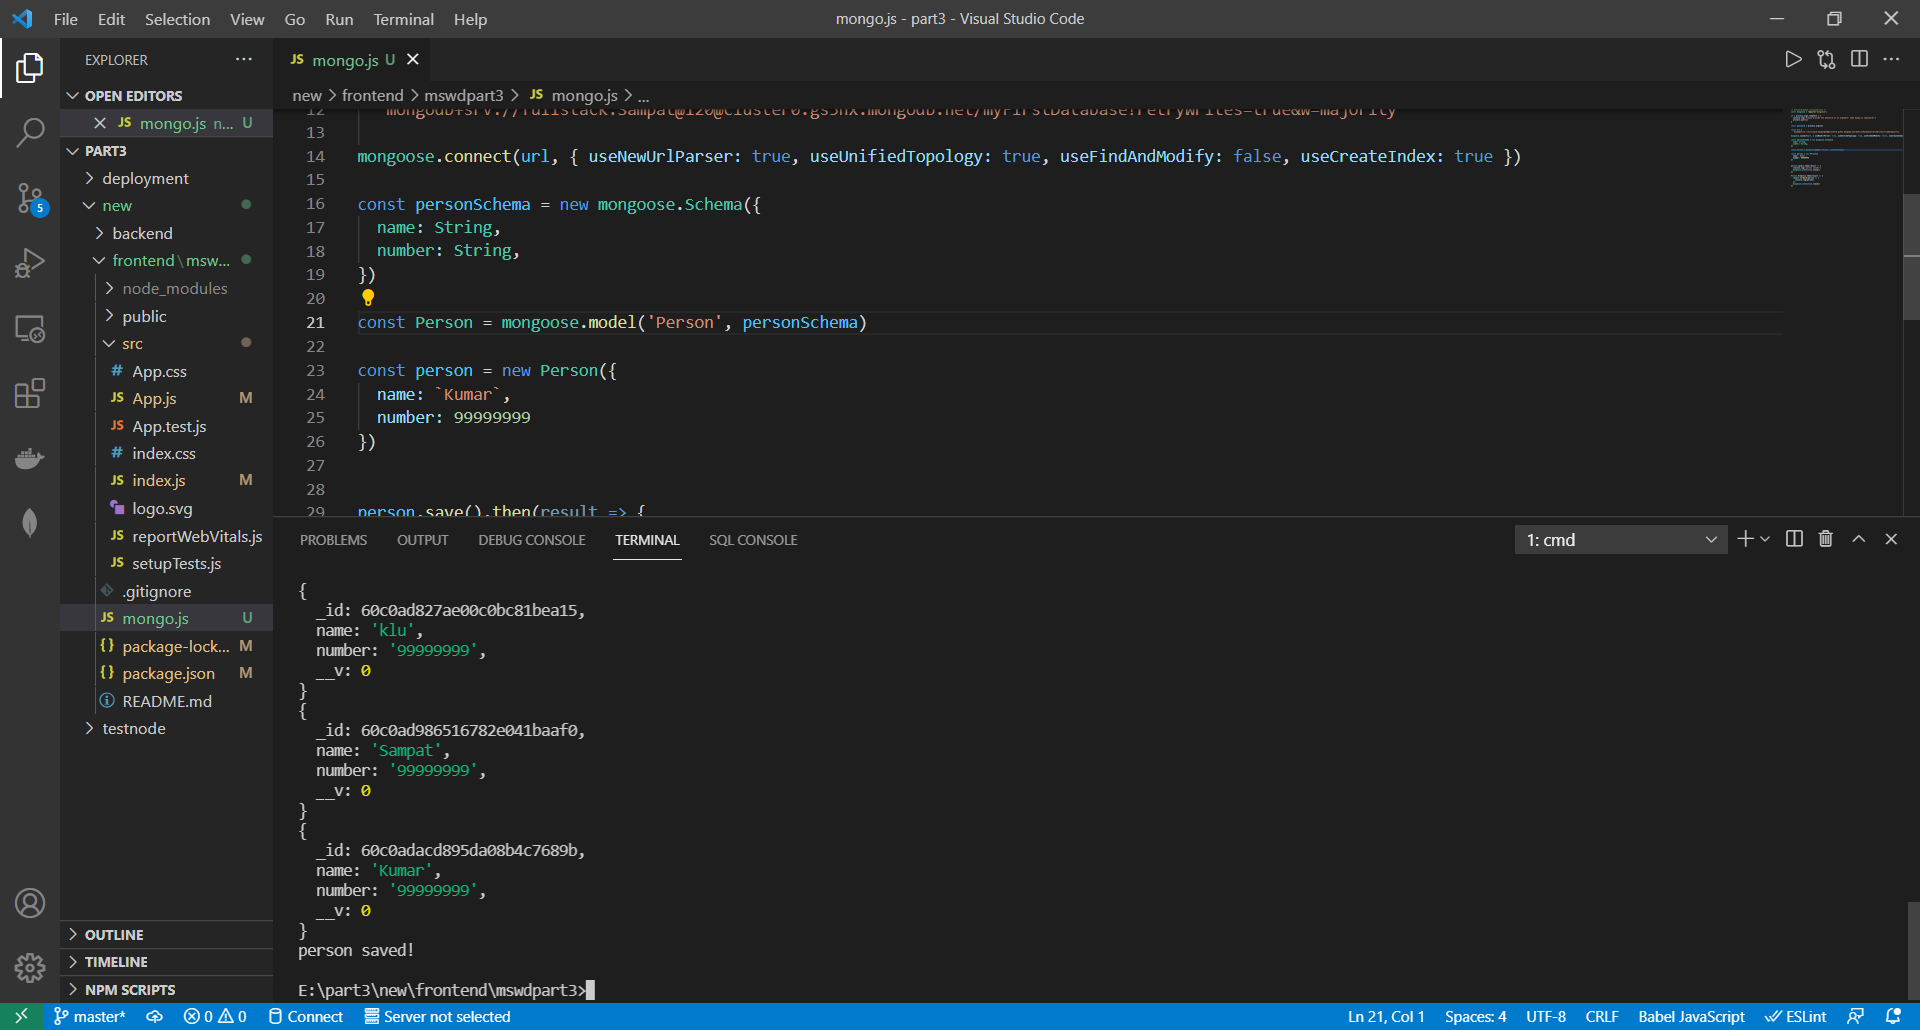 File Edit Selection View Go Run Terminal Help
mongo.js - part3 - Visual Studio Code
EXPLORER
OPEN EDITORS
JS mongo.js n... U
PART3
deployment
new
backend
frontend\msw...
node_modules
public
src
# App.css
JS App.js M
JS App.test.js
# index.css
JS index.js M
logo.svg
JS reportWebVitals.js
JS setupTests.js
.gitignore
JS mongo.js U
{} package-lock... M
{} package.json M
README.md
testnode
OUTLINE
TIMELINE
NPM SCRIPTS
5
JS mongo.js U
new > frontend > mswdpart3 > JS mongo.js > ...
13
14 mongoose.connect(url, { useNewUrlParser: true, useUnifiedTopology: true, useFindAndModify: false, useCreateIndex: true })
15
16 const personSchema = new mongoose.Schema({
17 name: String,
18 number: String,
19 })
20
21 const Person = mongoose.model('Person', personSchema)
22
23 const person = new Person({
24 name: `Kumar`,
25 number: 99999999
26 })
27
28
29 person.save().then(result => {
PROBLEMS OUTPUT DEBUG CONSOLE TERMINAL SQL CONSOLE
1: cmd
{
_id: 60c0ad827ae00c0bc81bea15,
name: 'klu',
number: '99999999',
__v: 0
}
{
_id: 60c0ad986516782e041baaf0,
name: 'Sampat',
number: '99999999',
__v: 0
}
{
_id: 60c0adacd895da08b4c7689b,
name: 'Kumar',
number: '99999999',
__v: 0
}
person saved!
E:\part3\new\frontend\mswdpart3>
master* 0 0 Connect Server not selected
Ln 21, Col 1 Spaces: 4 UTF-8 CRLF Babel JavaScript ESLint